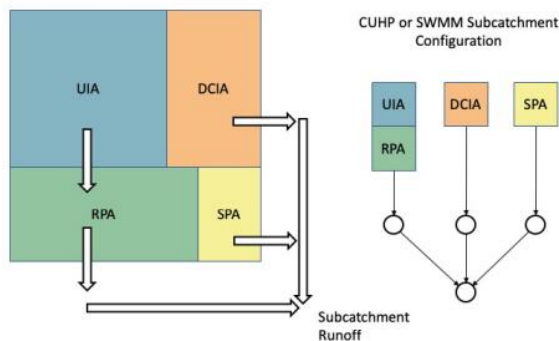 CUHP or SWMM Subcatchment
Configuration
UIA
DCIA
UIA
DCIA
SPA
RPA
RPA
SPA
Subcatchment
Runoff